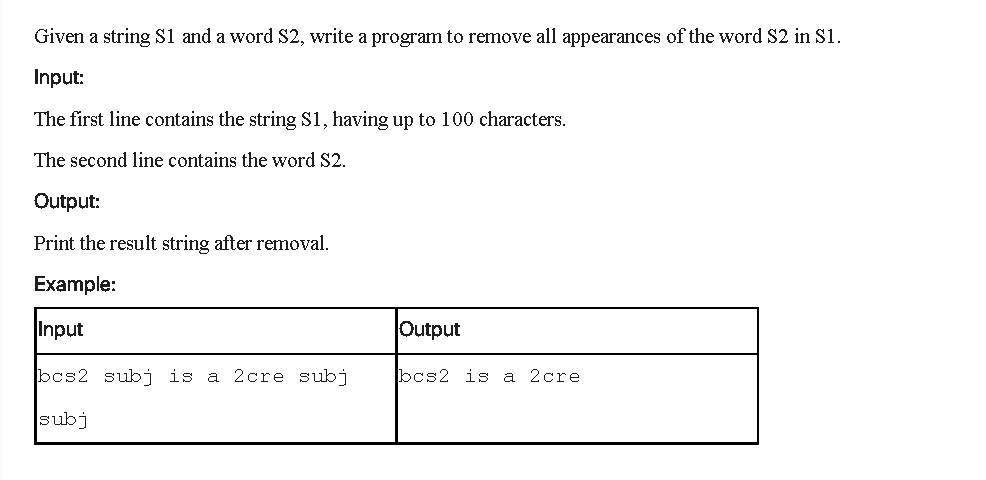 Given a string S1 and a word S2, write a program to remove all appearances of the word S2 in S1.
Input:
The first line contains the string S1, having up to 100 characters.
The second line contains the word S2.
Output:
Print the result string after removal.
Example:
Input Output
bcs2 subj is a 2cre subj bcs2 is a 2cre
subj